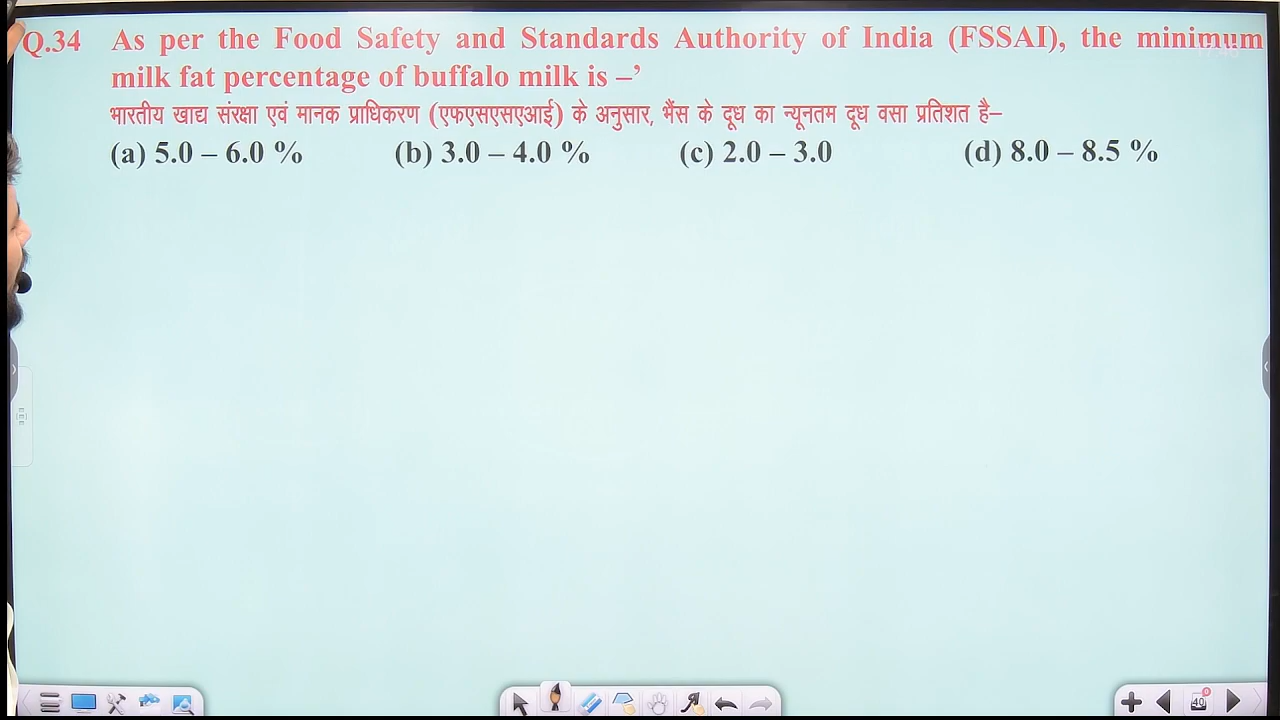 Q.34 As per the Food Safety and Standards Authority of India (FSSAI), the minimum
milk fat percentage of buffalo milk is –’
भारतीय खाद्य संरक्षा एवं मानक प्राधिकरण (एफएसएसएआई) के अनुसार, भैंस के दूध का न्यूनतम दूध वसा प्रतिशत है–
(a) 5.0 – 6.0 % (b) 3.0 – 4.0 % (c) 2.0 – 3.0 (d) 8.0 – 8.5 %
40